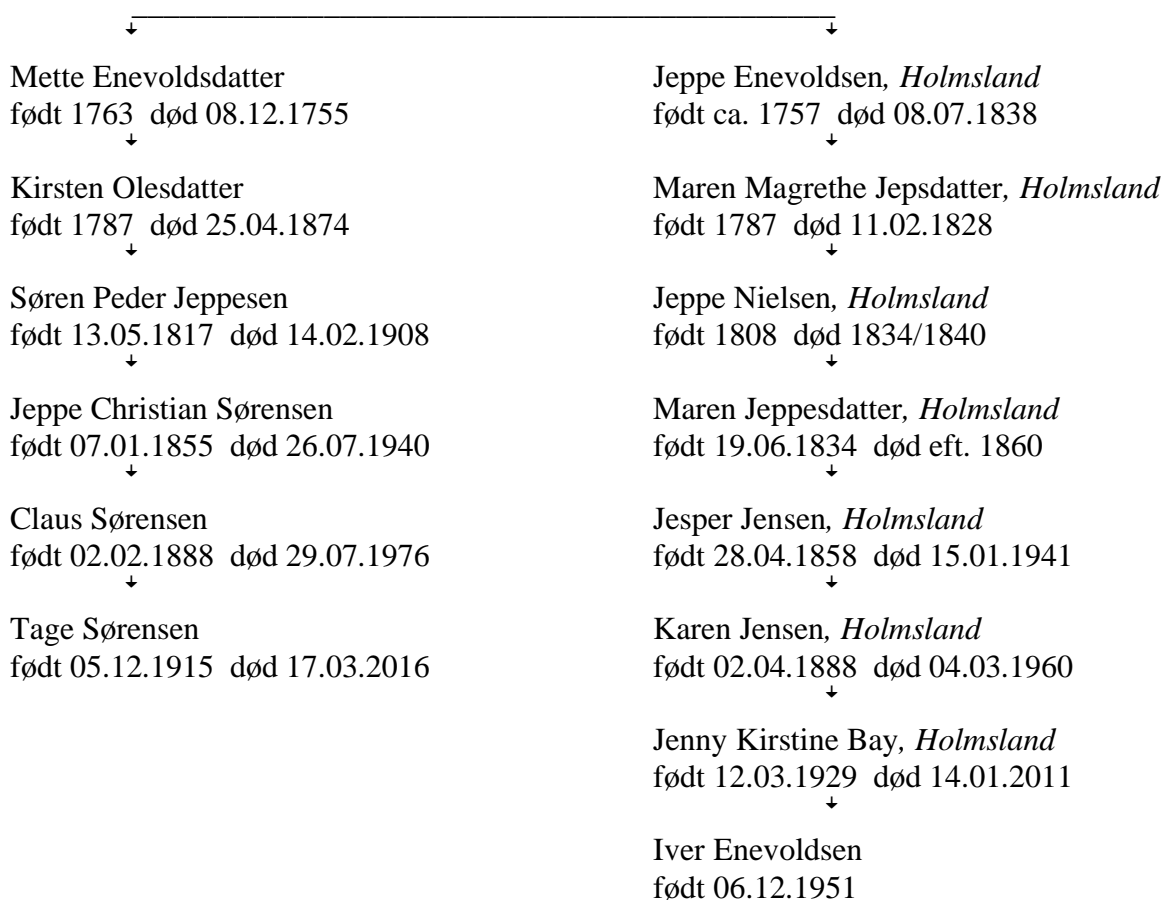 Mette Enevoldsdatter
født 1763  død 08.12.1755
Kirsten Olesdatter
født 1787  død 25.04.1874
Søren Peder Jeppesen
født 13.05.1817  død 14.02.1908
Jeppe Christian Sørensen
født 07.01.1855  død 26.07.1940
Claus Sørensen
født 02.02.1888  død 29.07.1976
Tage Sørensen
født 05.12.1915  død 17.03.2016
Jeppe Enevoldsen, Holmsland
født ca. 1757  død 08.07.1838
Maren Magrethe Jepsdatter, Holmsland
født 1787  død 11.02.1828
Jeppe Nielsen, Holmsland
født 1808  død 1834/1840
Maren Jeppesdatter, Holmsland
født 19.06.1834  død eft. 1860
Jesper Jensen, Holmsland
født 28.04.1858  død 15.01.1941
Karen Jensen, Holmsland
født 02.04.1888  død 04.03.1960
Jenny Kirstine Bay, Holmsland
født 12.03.1929  død 14.01.2011
Iver Enevoldsen
født 06.12.1951